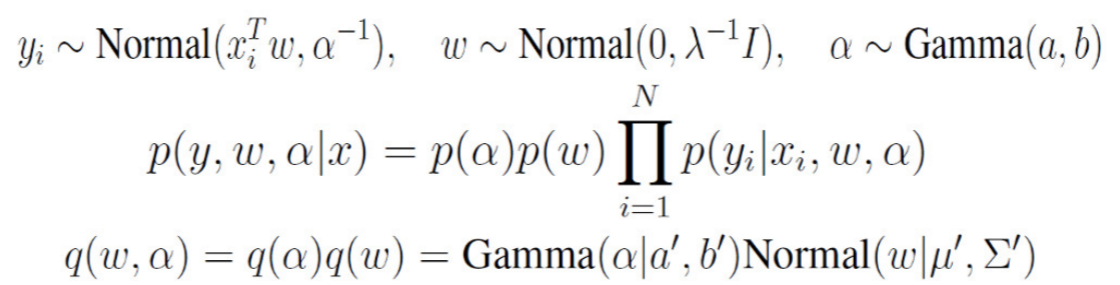 yᵢ ∼ Normal(xᵢᵀw, α⁻¹), w ∼ Normal(0, λ⁻¹I), α ∼ Gamma(a, b)
p(y, w, α|x) = p(α)p(w) ∏ᵢ₌₁ᴺ p(yᵢ|xᵢ, w, α)
q(w, α) = q(α)q(w) = Gamma(α|a′, b′)Normal(w|μ′, Σ′)